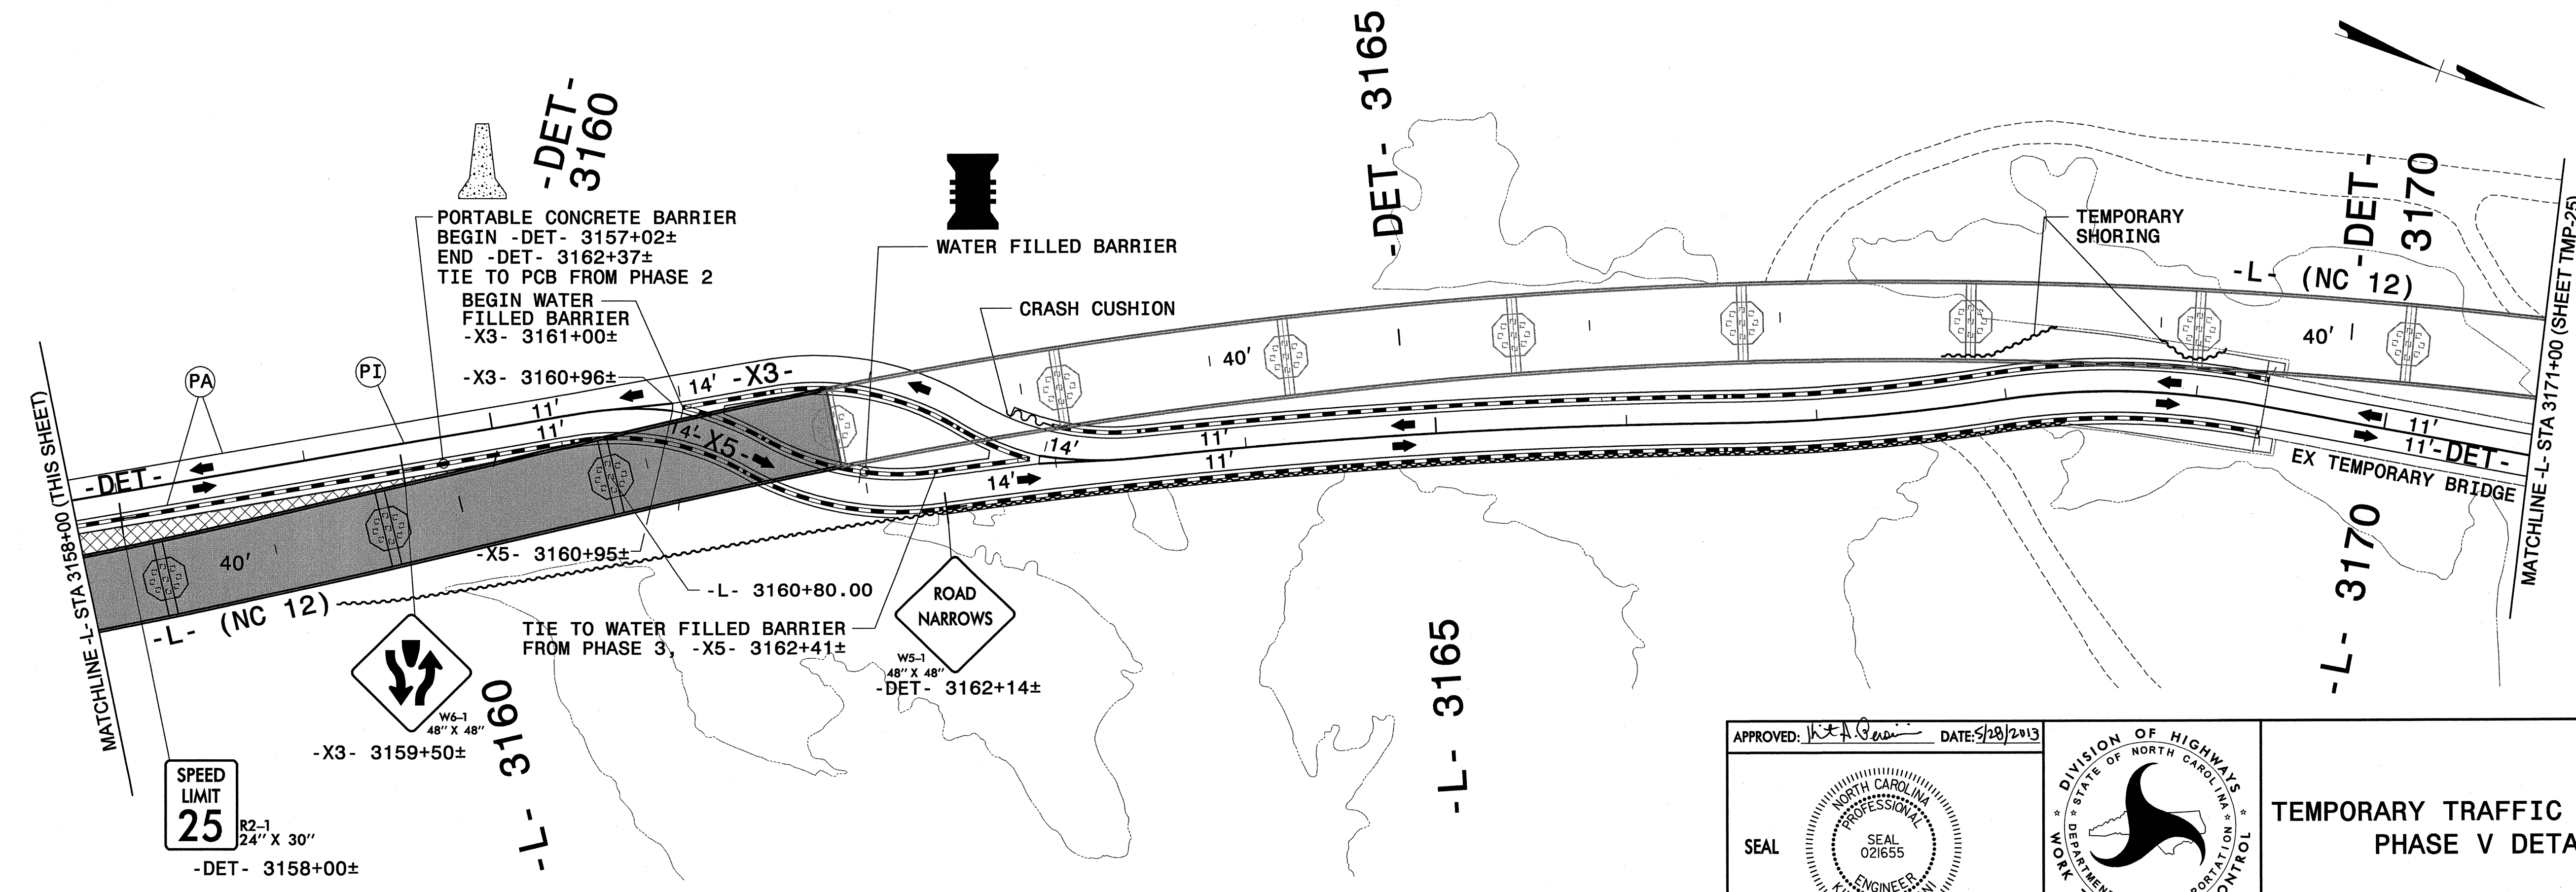 -DET-
3160
-DET- 3165
-DET-
3170
PORTABLE CONCRETE BARRIER
BEGIN -DET- 3157+02±
END -DET- 3162+37±
TIE TO PCB FROM PHASE 2
BEGIN WATER
FILLED BARRIER
-X3- 3161+00±
-X3- 3160+96±
WATER FILLED BARRIER
CRASH CUSHION
TEMPORARY
SHORING
-L- (NC 12)
40'
40'
PA
PI
14'
-X3-
11'
11'
14'
-X5-
-DET-
40'
-L- (NC 12)
14'
14'
11'
11'
11'
11'
-DET-
EX TEMPORARY BRIDGE
MATCHLINE -L- STA 3158+00 (THIS SHEET)
MATCHLINE -L- STA 3171+00 (SHEET TMP-25)
-X5- 3160+95±
-L- 3160+80.00
TIE TO WATER FILLED BARRIER
FROM PHASE 3, -X5- 3162+41±
ROAD
NARROWS
W5-1
48" X 48"
-DET- 3162+14±
W6-1
48" X 48"
-X3- 3159+50±
SPEED
LIMIT
25
R2-1
24" X 30"
-DET- 3158+00±
-L- 3160
-L- 3165
-L- 3170
APPROVED:
DATE: 5/28/2013
SEAL
NORTH CAROLINA
PROFESSIONAL
SEAL
021655
ENGINEER
DIVISION OF HIGHWAYS
STATE OF NORTH CAROLINA
WORK
TEMPORARY TRAFFIC
PHASE V